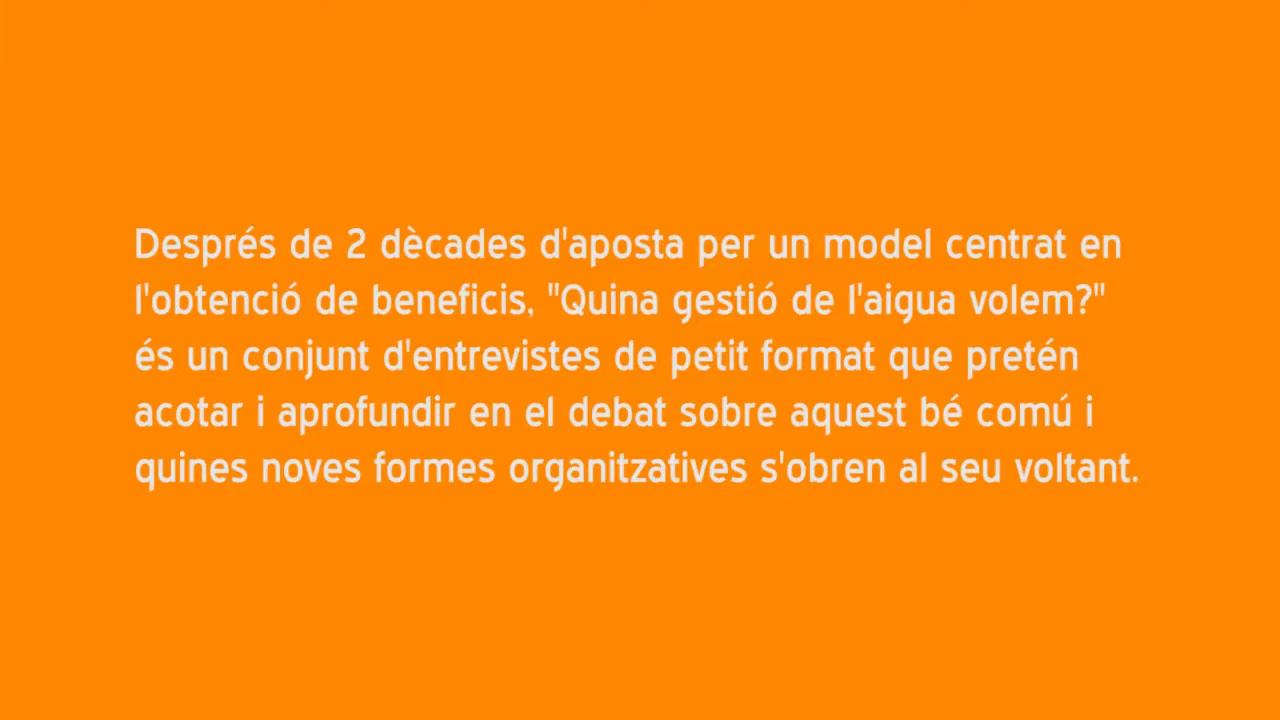 Després de 2 dècades d'aposta per un model centrat en
l'obtenció de beneficis, "Quina gestió de l'aigua volem?"
és un conjunt d'entrevistes de petit format que pretén
acotar i aprofundir en el debat sobre aquest bé comú i
quines noves formes organitzatives s'obren al seu voltant.